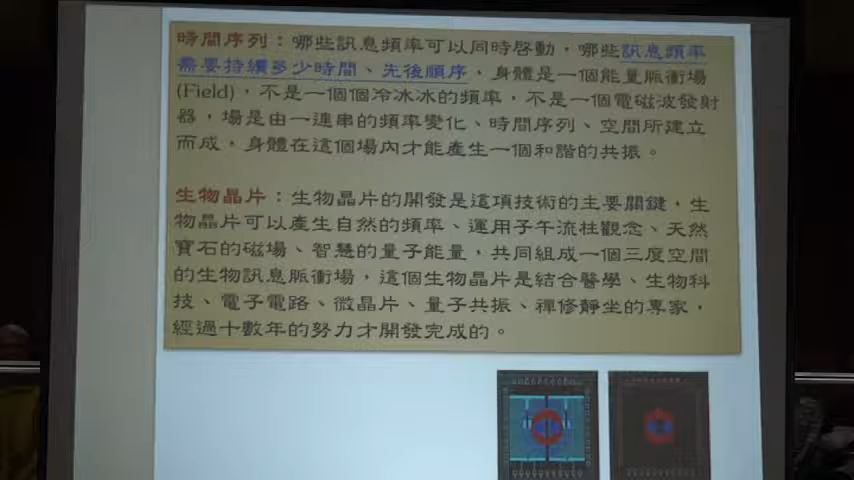 時間序列：哪些訊息頻率可以同時啓動，哪些訊息頻率
需要持續多少時間、先後順序，身體是一個能量脈衝場
(Field)，不是一個個冷冰冰的頻率，不是一個電磁波發財
器，場是由一連串的頻率變化、時間序列、空間所建立
而成，身體在這個場內才能產生一個和諧的共振。
生物晶片：生物晶片的開發是這項技術的主要關鍵，生
物晶片可以產生自然的頻率、運用子午流柱觀念、天然
寶石的磁場、智慧的量子能量，共同組成一個三度空間
的生物訊息脈衝場，這個生物晶片是結合醫學、生物科
技、電子電路、微晶片、量子共振、禪修靜坐的專家，
經過十數年的努力才開發完成的。